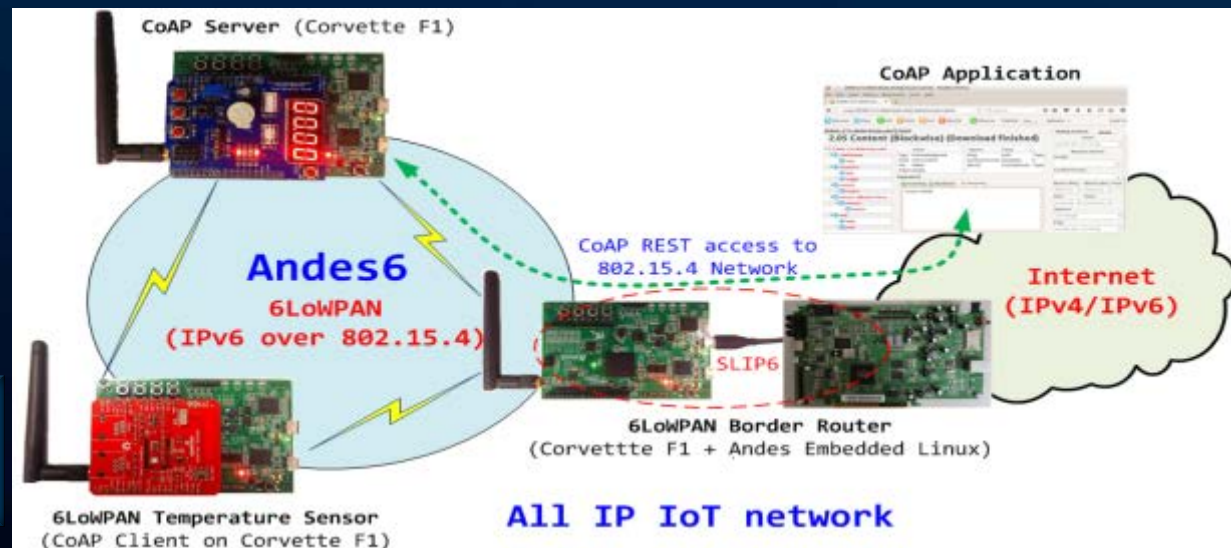 CoAP Server (Corvette F1)
CoAP Application
2.05 Content (Blockwise) (Download finished)
CoAP REST access to
802.15.4 Network
Andes6
6LoWPAN
(IPv6 over 802.15.4)
Internet
(IPv4/IPv6)
SLIP6
6LoWPAN Border Router
(Corvettte F1 + Andes Embedded Linux)
6LoWPAN Temperature Sensor
(CoAP Client on Corvette F1)
All IP IoT network